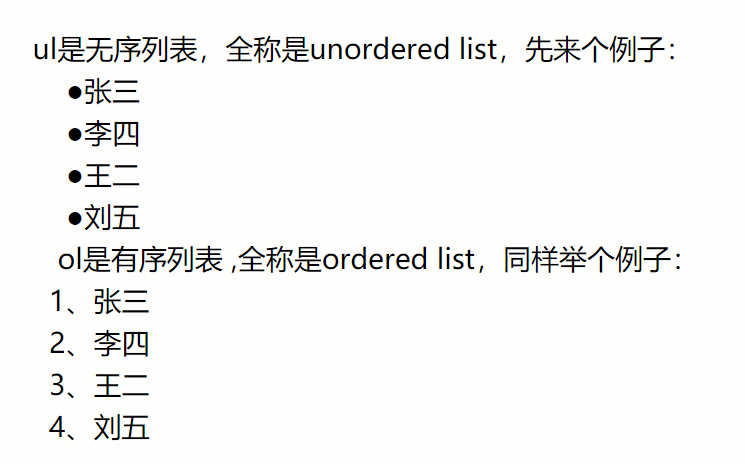 ul是无序列表，全称是unordered list，先来个例子：
●张三
●李四
●王二
●刘五
ol是有序列表 ,全称是ordered list，同样举个例子：
1、张三
2、李四
3、王二
4、刘五